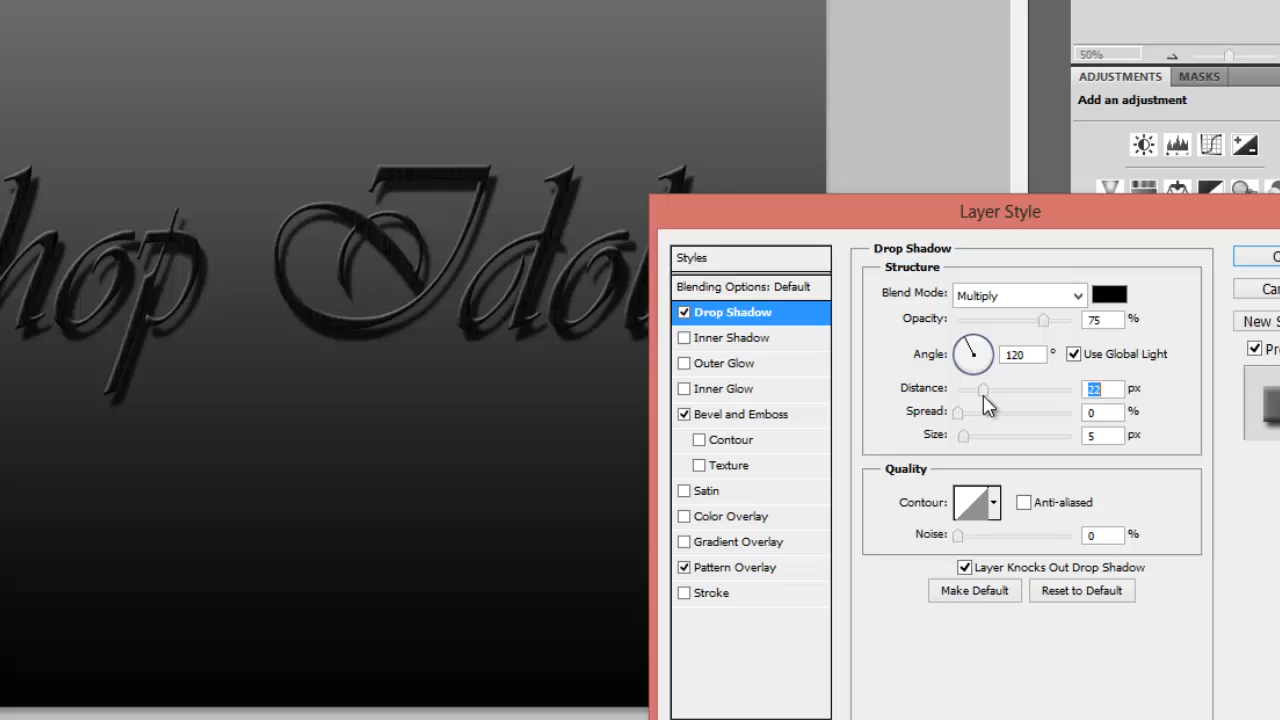 50%
ADJUSTMENTS MASKS
Add an adjustment
hop Idol
Layer Style
Styles
Blending Options: Default
Drop Shadow
Inner Shadow
Outer Glow
Inner Glow
Bevel and Emboss
Contour
Texture
Satin
Color Overlay
Gradient Overlay
Pattern Overlay
Stroke
Drop Shadow
Structure
Blend Mode: Multiply
Opacity: 75 %
Angle: 120 ° Use Global Light
Distance: 22 px
Spread: 0 %
Size: 5 px
Quality
Contour: Anti-aliased
Noise: 0 %
Layer Knocks Out Drop Shadow
Make Default Reset to Default
New